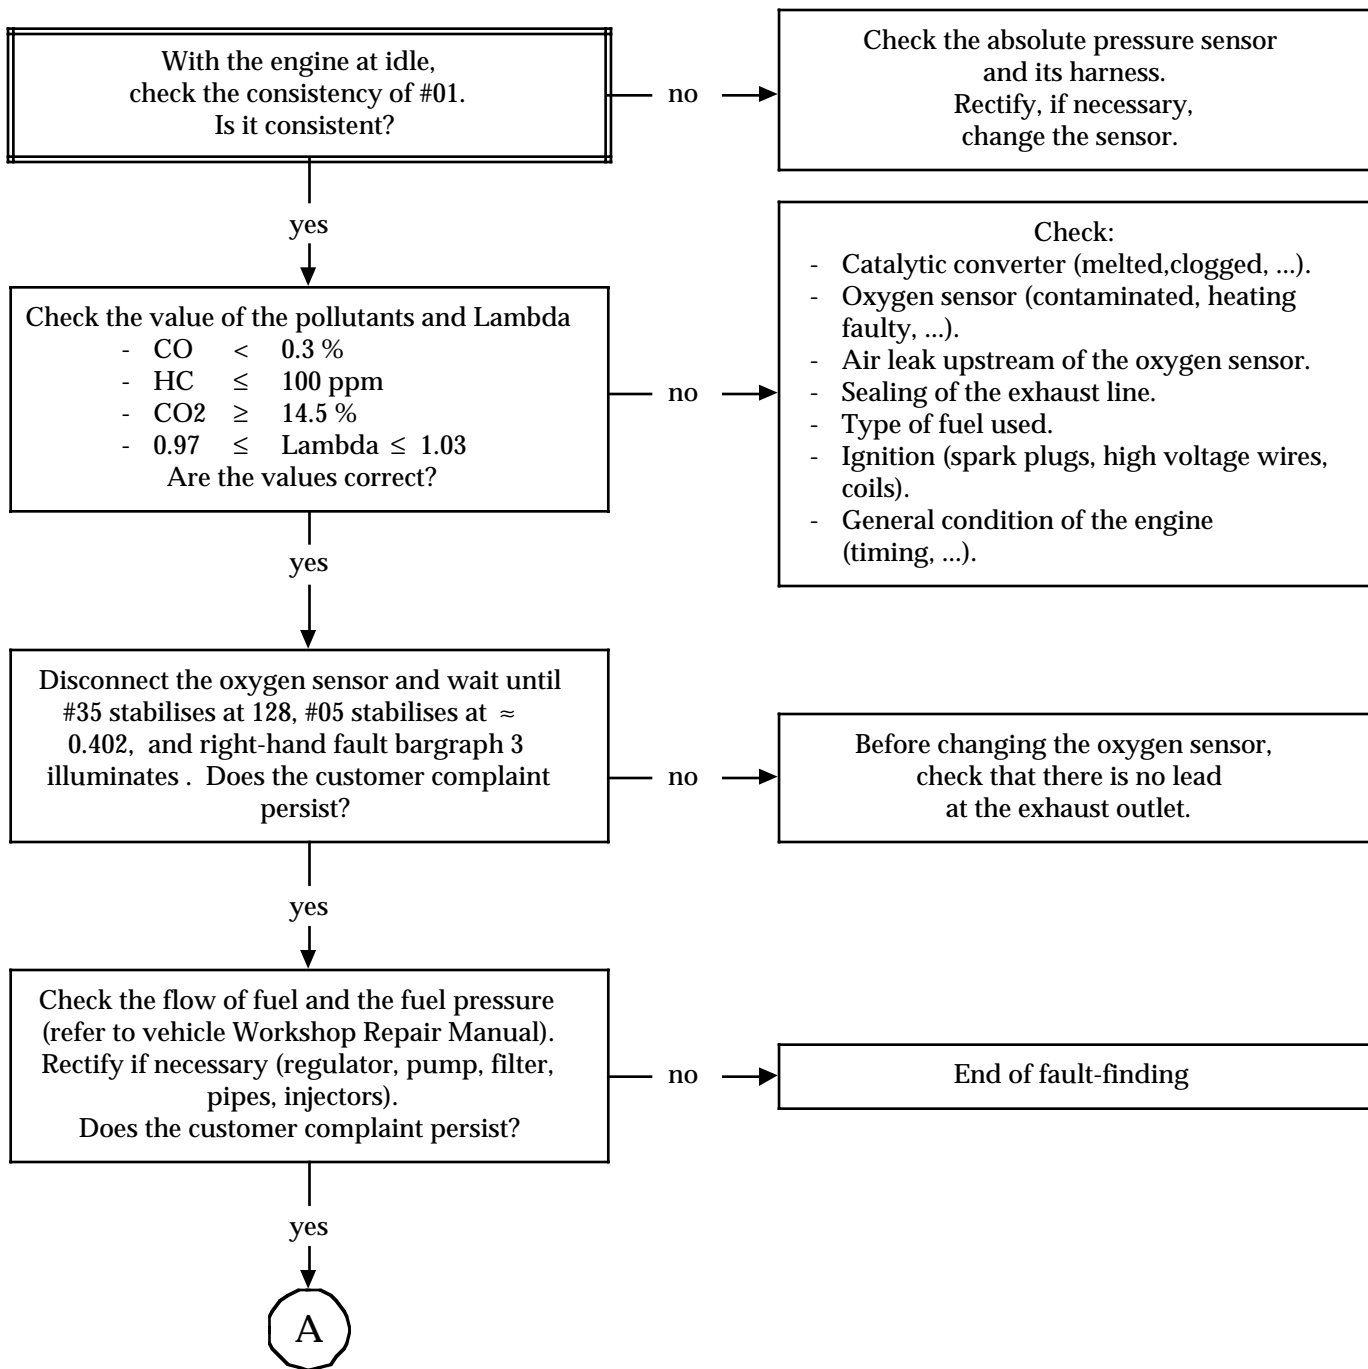 With the engine at idle,
check the consistency of #01.
Is it consistent?
no
Check the absolute pressure sensor
and its harness.
Rectify, if necessary,
change the sensor.
yes
Check the value of the pollutants and Lambda
- CO < 0.3 %
- HC ≤ 100 ppm
- CO2 ≥ 14.5 %
- 0.97 ≤ Lambda ≤ 1.03
Are the values correct?
no
Check:
- Catalytic converter (melted,clogged, ...).
- Oxygen sensor (contaminated, heating
faulty, ...).
- Air leak upstream of the oxygen sensor.
- Sealing of the exhaust line.
- Type of fuel used.
- Ignition (spark plugs, high voltage wires,
coils).
- General condition of the engine
(timing, ...).
yes
Disconnect the oxygen sensor and wait until
#35 stabilises at 128, #05 stabilises at ≈
0.402, and right-hand fault bargraph 3
illuminates . Does the customer complaint
persist?
no
Before changing the oxygen sensor,
check that there is no lead
at the exhaust outlet.
yes
Check the flow of fuel and the fuel pressure
(refer to vehicle Workshop Repair Manual).
Rectify if necessary (regulator, pump, filter,
pipes, injectors).
Does the customer complaint persist?
no
End of fault-finding
yes
A